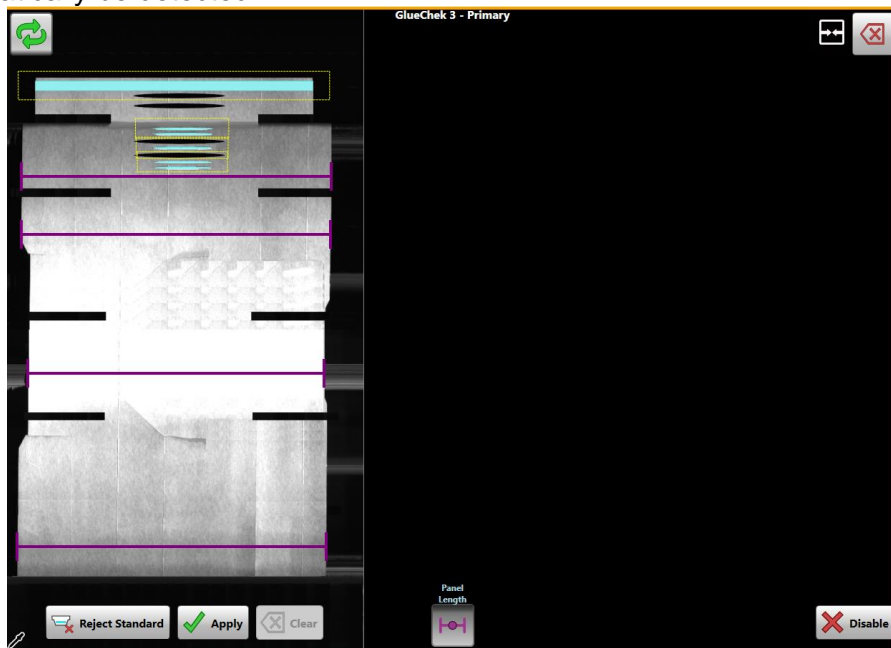 GlueChek 3 - Primary
Panel
Length
Reject Standard
Apply
Clear
Disable